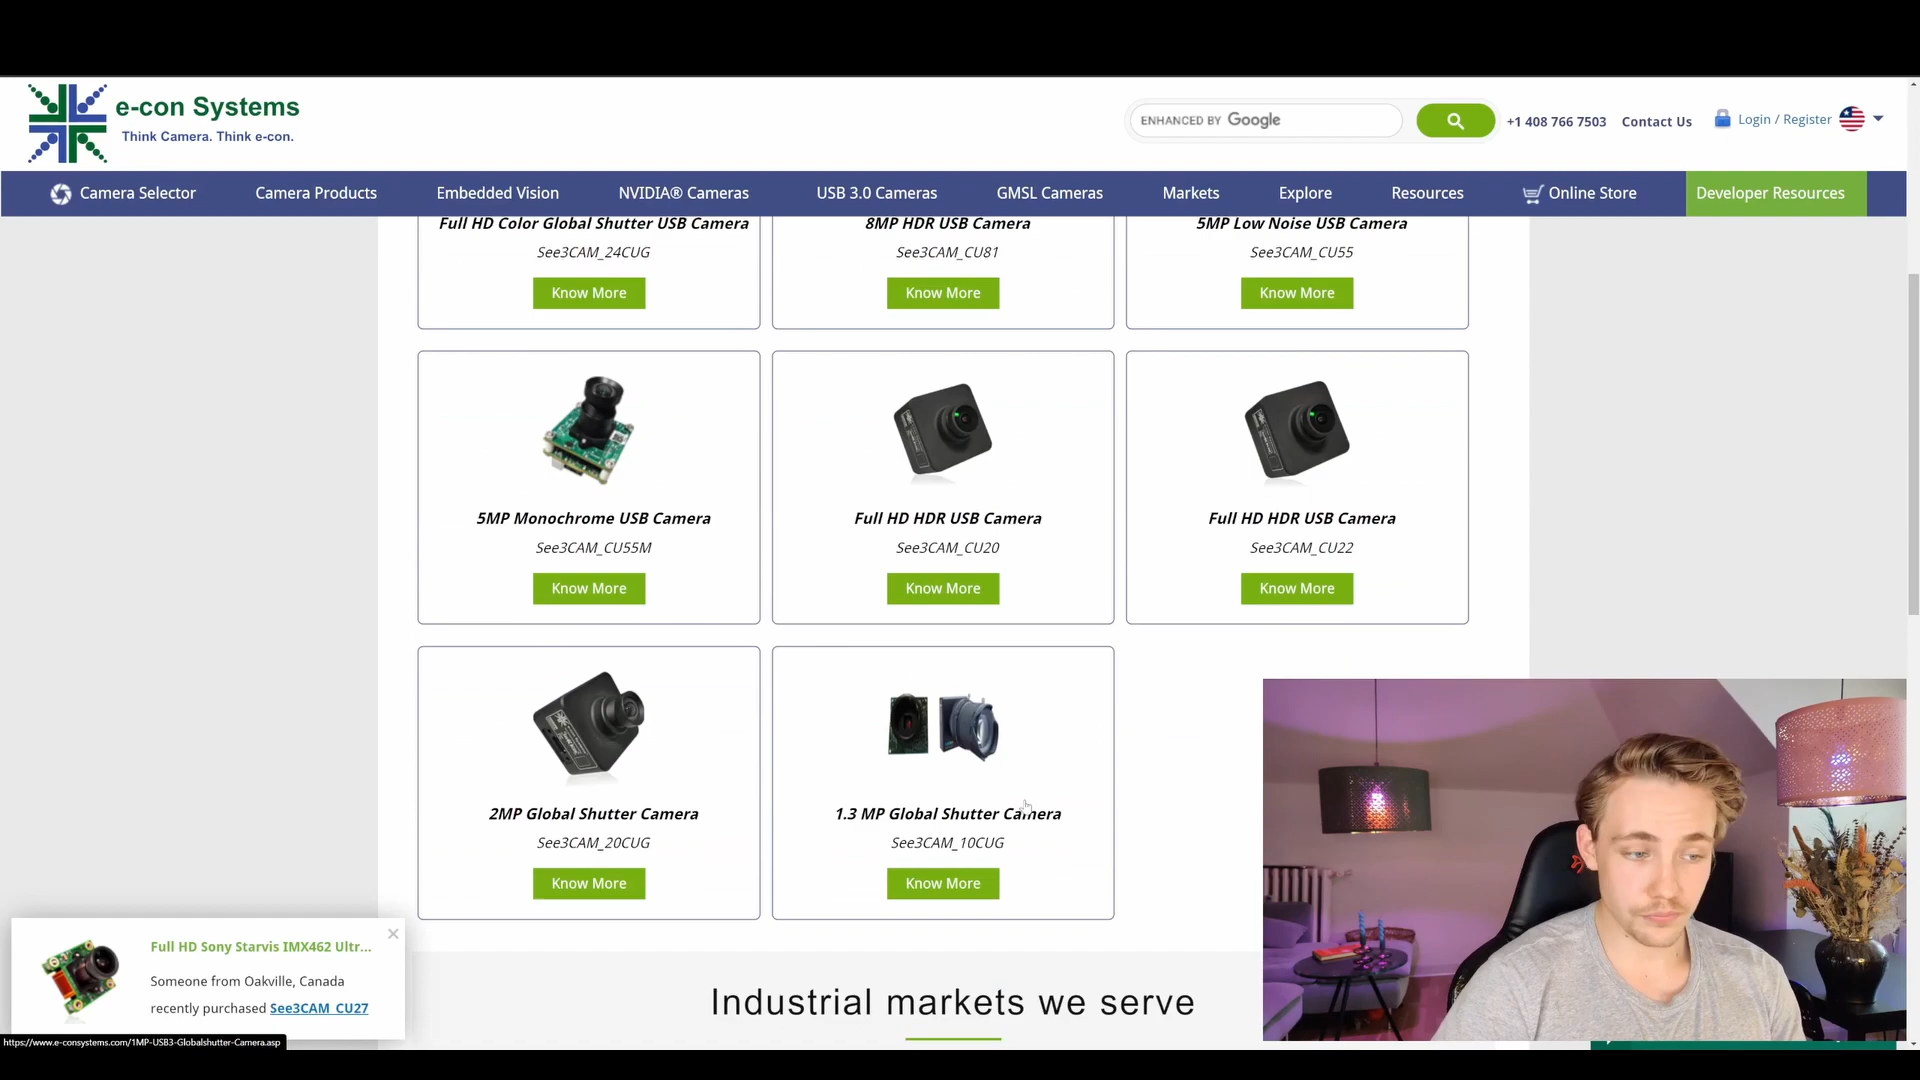 e-con Systems
Think Camera. Think e-con.
ENHANCED BY Google
+1 408 766 7503
Contact Us
Login / Register
Camera Selector
Camera Products
Embedded Vision
NVIDIA® Cameras
USB 3.0 Cameras
GMSL Cameras
Markets
Explore
Resources
Online Store
Developer Resources
Full HD Color Global Shutter USB Camera
See3CAM_24CUG
Know More
8MP HDR USB Camera
See3CAM_CU81
Know More
5MP Low Noise USB Camera
See3CAM_CU55
Know More
5MP Monochrome USB Camera
See3CAM_CU55M
Know More
Full HD HDR USB Camera
See3CAM_CU20
Know More
Full HD HDR USB Camera
See3CAM_CU22
Know More
2MP Global Shutter Camera
See3CAM_20CUG
Know More
1.3 MP Global Shutter Camera
See3CAM_10CUG
Know More
Full HD Sony Starvis IMX462 Ultr...
Someone from Oakville, Canada
recently purchased See3CAM_CU27
https://www.e-consystems.com/1MP-USB3-Globalshutter-Camera.asp
Industrial markets we serve